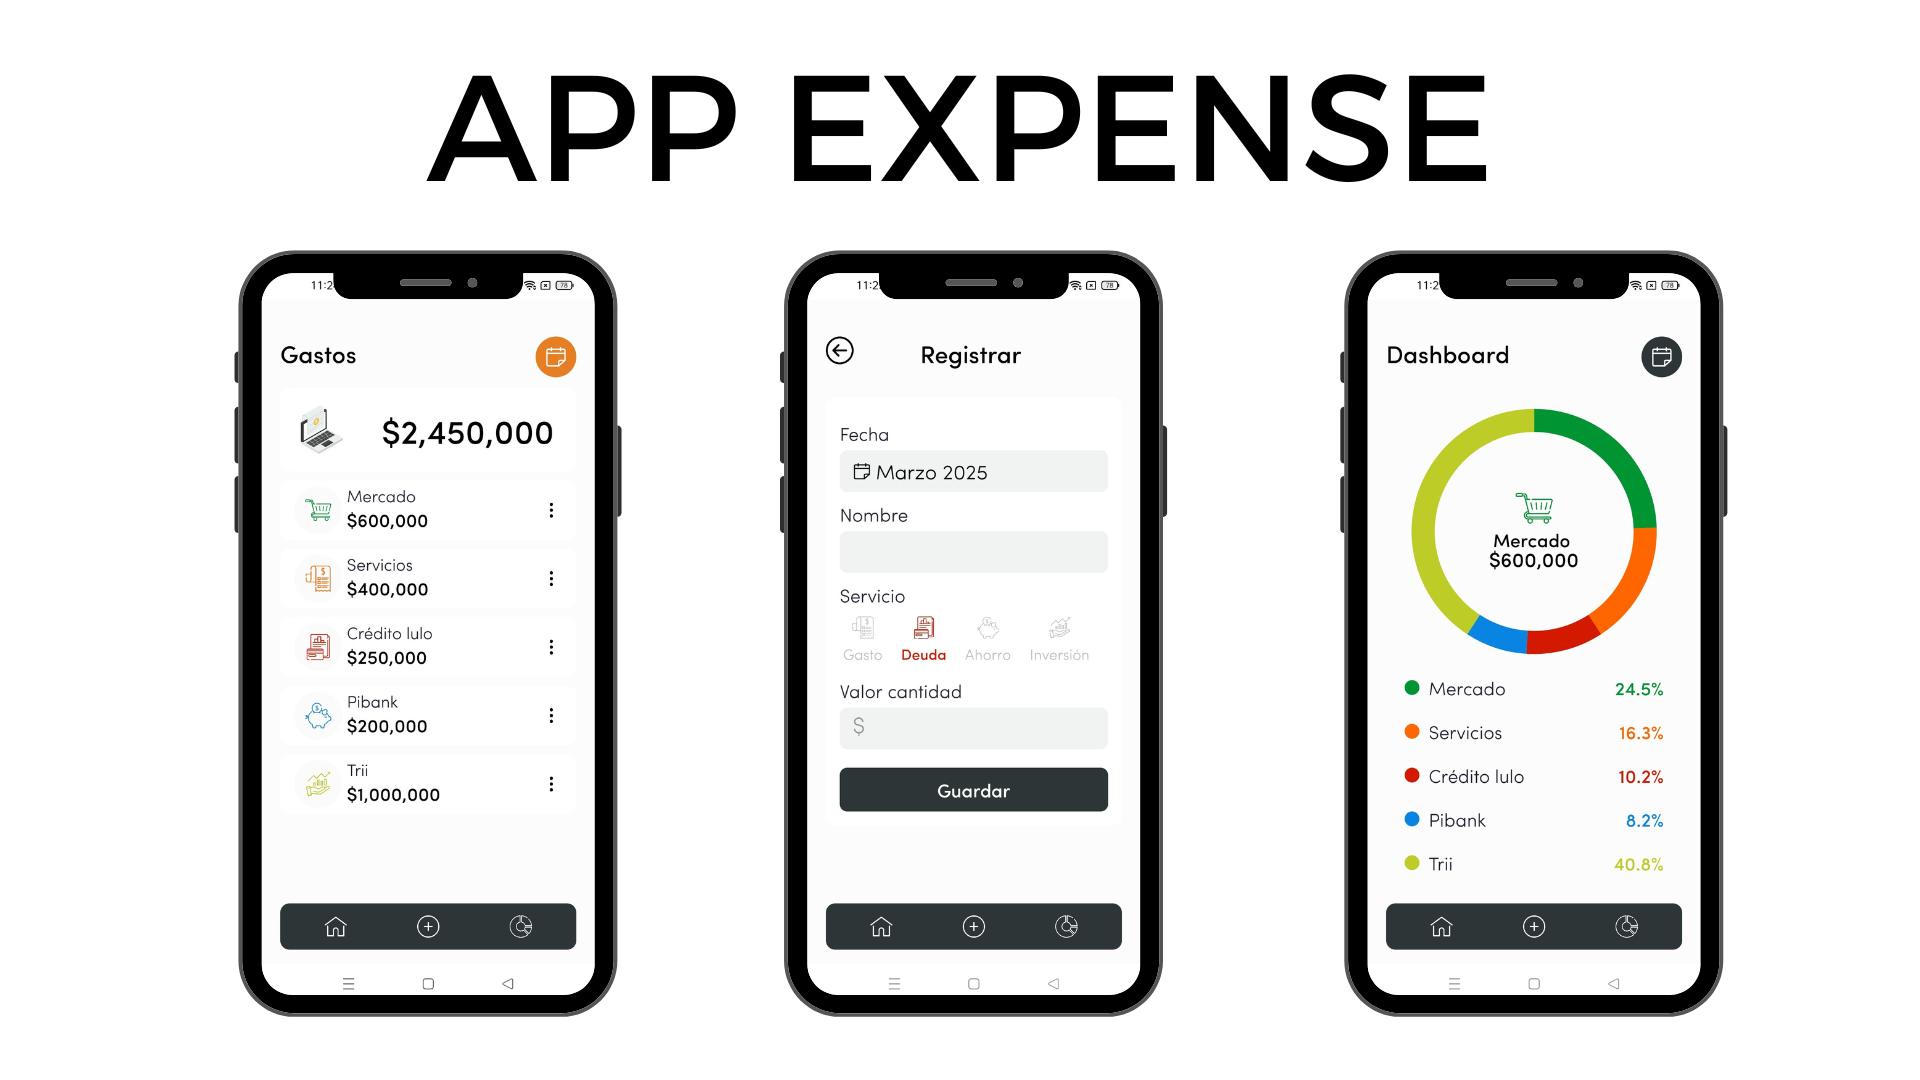 APP EXPENSE
11:2
78
Gastos
$2,450,000
Mercado
$600,000
Servicios
$400,000
Crédito lulo
$250,000
Pibank
$200,000
Trii
$1,000,000
11:2
78
Registrar
Fecha
Marzo 2025
Nombre
Servicio
Gasto Deuda Ahorro Inversión
Valor cantidad
$
Guardar
11:2
78
Dashboard
Mercado
$600,000
Mercado 24.5%
Servicios 16.3%
Crédito lulo 10.2%
Pibank 8.2%
Trii 40.8%